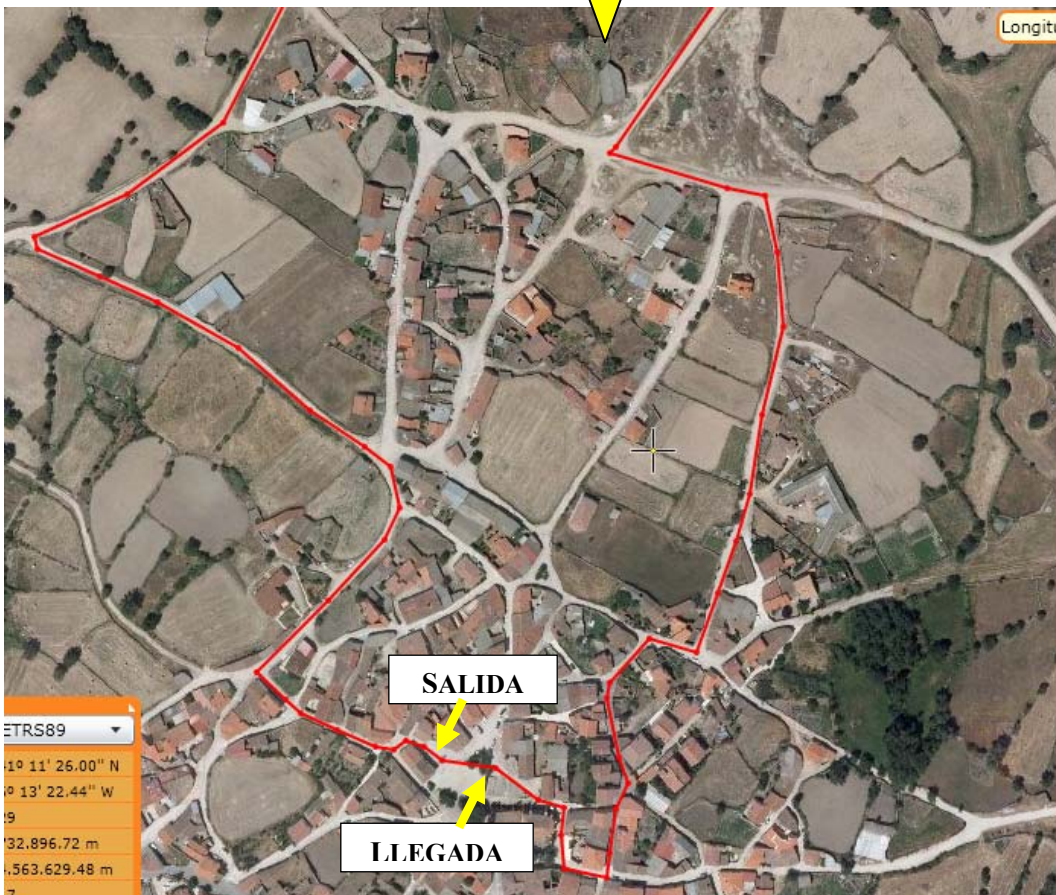 Longitu
SALIDA
ETRS89
41º 11' 26.00'' N
6º 13' 22.44'' W
29
732.896.72 m
4.563.629.48 m
LLEGADA